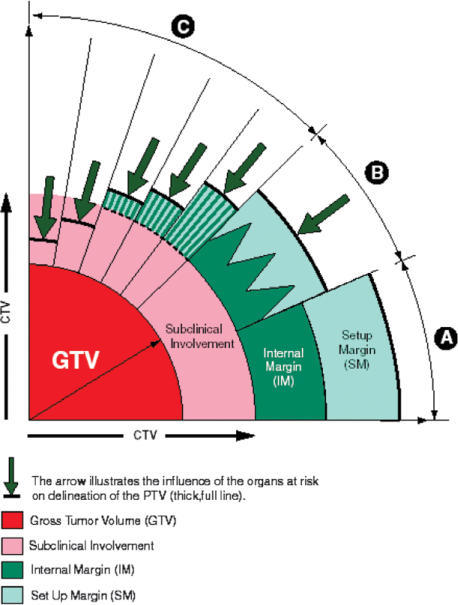 C
B
A
CTV
GTV
Subclinical
Involvement
Internal
Margin
(IM)
Setup
Margin
(SM)
CTV
The arrow illustrates the influence of the organs at risk
on delineation of the PTV (thick,full line).
Gross Tumor Volume (GTV)
Subclinical Involvement
Internal Margin (IM)
Set Up Margin (SM)